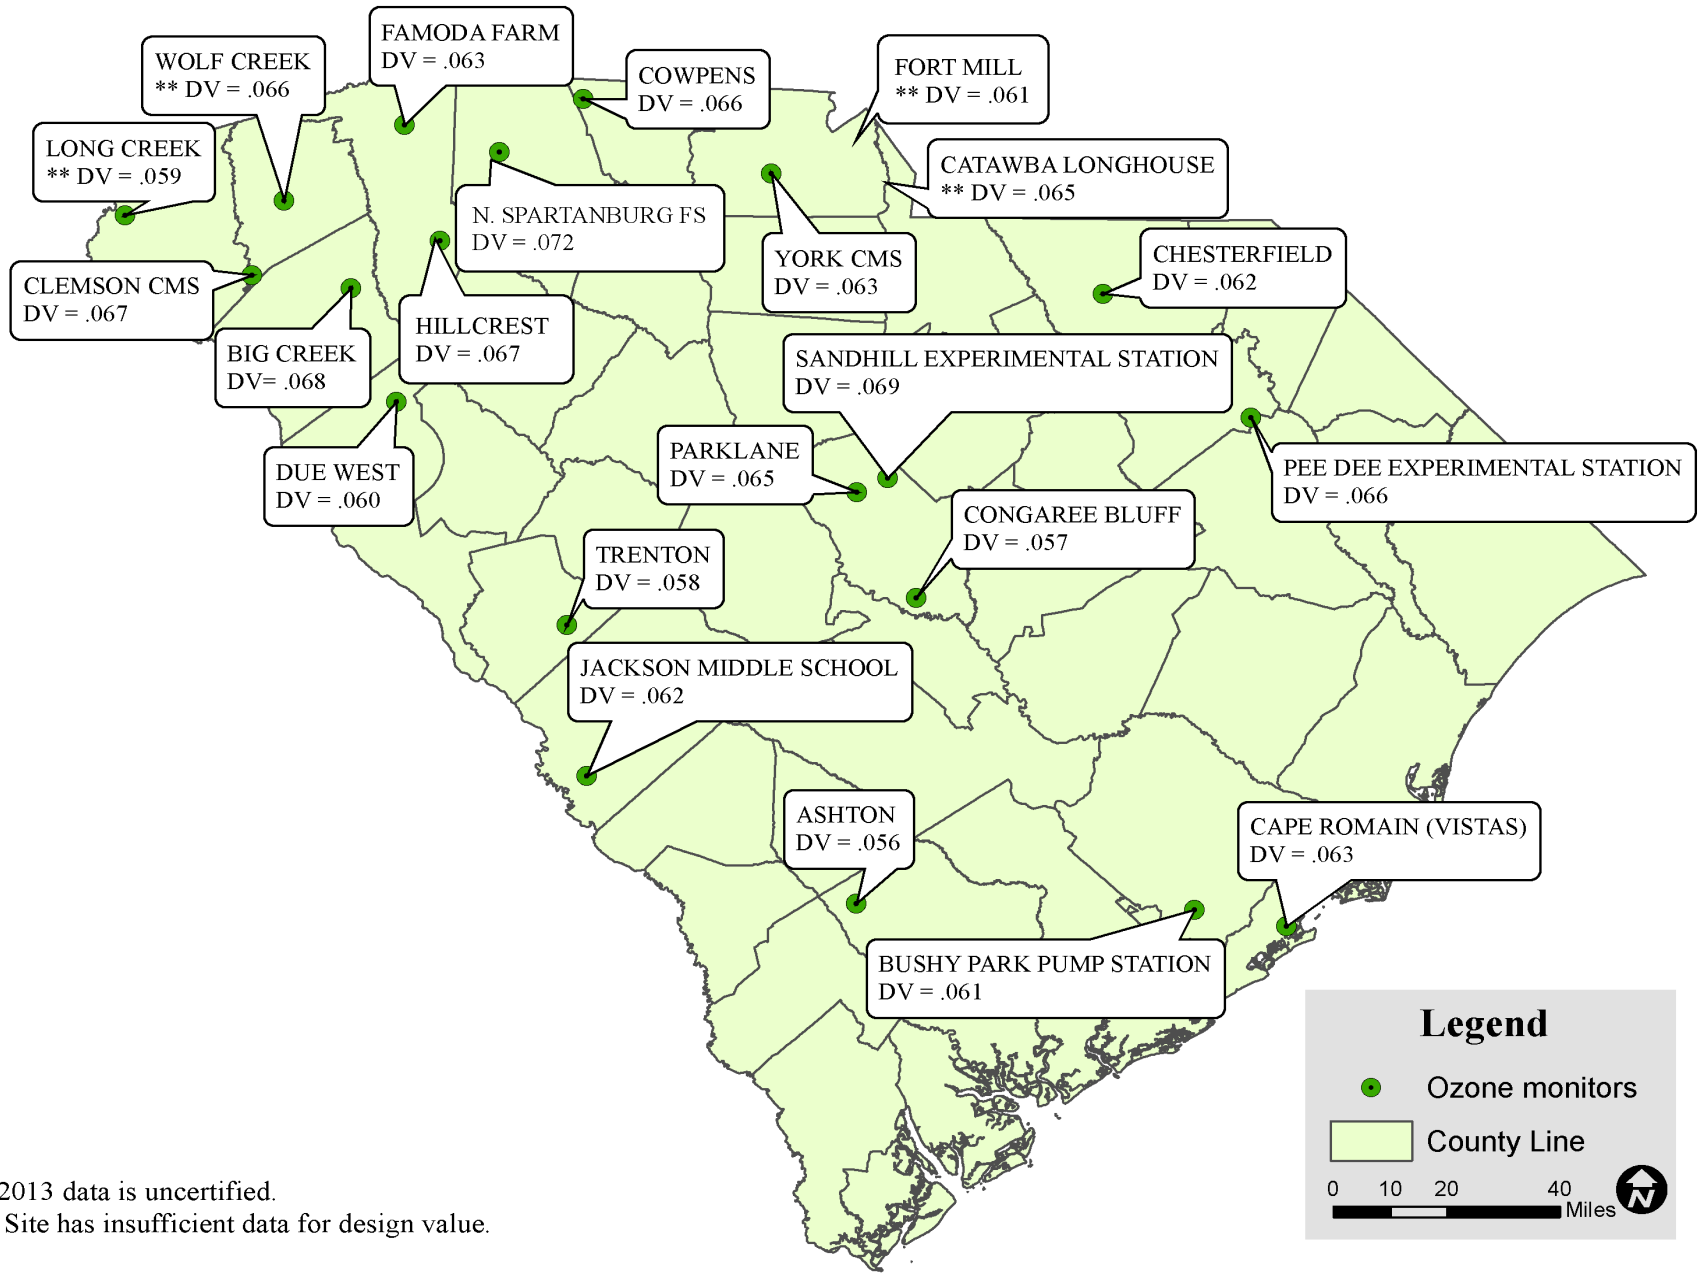 FAMODA FARM
DV = .063
WOLF CREEK
** DV = .066
COWPENS
DV = .066
FORT MILL
** DV = .061
LONG CREEK
** DV = .059
CATAWBA LONGHOUSE
** DV = .065
N. SPARTANBURG FS
DV = .072
YORK CMS
DV = .063
CHESTERFIELD
DV = .062
CLEMSON CMS
DV = .067
HILLCREST
DV = .067
BIG CREEK
DV= .068
SANDHILL EXPERIMENTAL STATION
DV = .069
DUE WEST
DV = .060
PARKLANE
DV = .065
PEE DEE EXPERIMENTAL STATION
DV = .066
CONGAREE BLUFF
DV = .057
TRENTON
DV = .058
JACKSON MIDDLE SCHOOL
DV = .062
ASHTON
DV = .056
CAPE ROMAIN (VISTAS)
DV = .063
BUSHY PARK PUMP STATION
DV = .061
Legend
Ozone monitors
County Line
0 10 20 40
Miles
N
2013 data is uncertified.
Site has insufficient data for design value.